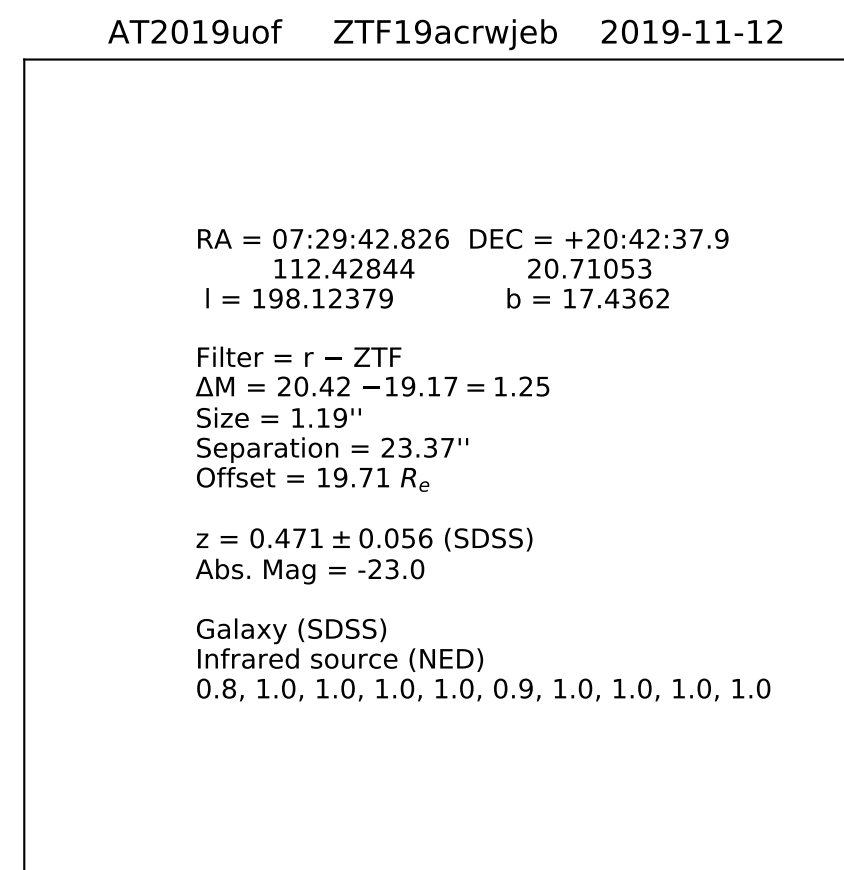 AT2019uof ZTF19acrwjeb 2019-11-12
RA = 07:29:42.826 DEC = +20:42:37.9
112.42844 20.71053
l = 198.12379 b = 17.4362
Filter = r − ZTF
ΔM = 20.42 −19.17 = 1.25
Size = 1.19''
Separation = 23.37''
Offset = 19.71 Re
z = 0.471 ± 0.056 (SDSS)
Abs. Mag = -23.0
Galaxy (SDSS)
Infrared source (NED)
0.8, 1.0, 1.0, 1.0, 1.0, 0.9, 1.0, 1.0, 1.0, 1.0